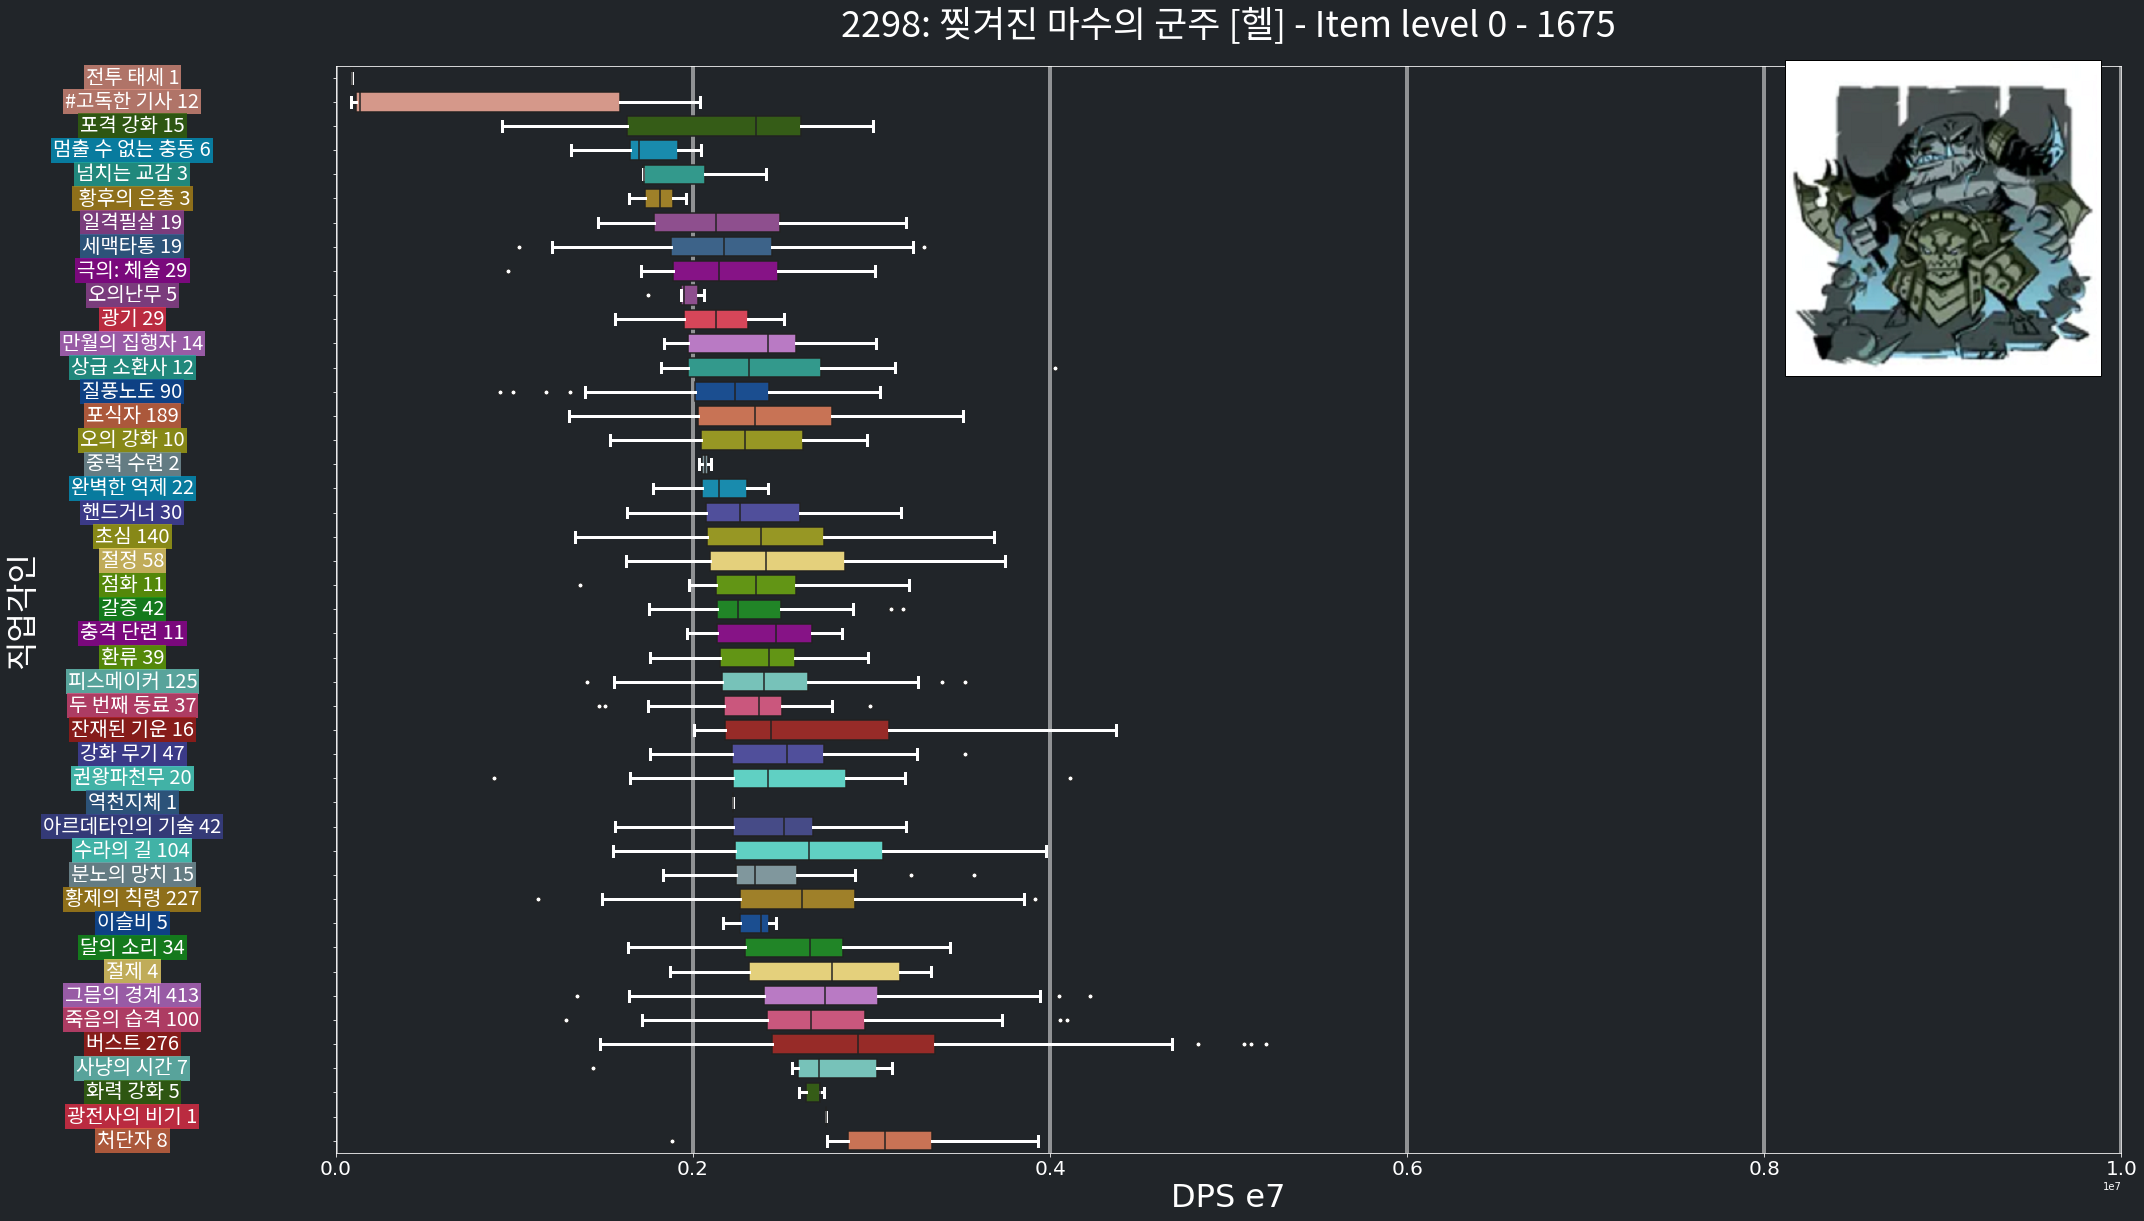 2298: 찢겨진 마수의 군주 [헬] - Item level 0 - 1675
직업각인
전투 태세 1
#고독한 기사 12
포격 강화 15
멈출 수 없는 충동 6
넘치는 교감 3
황후의 은총 3
일격필살 19
세맥타통 19
극의: 체술 29
오의난무 5
광기 29
만월의 집행자 14
상급 소환사 12
질풍노도 90
포식자 189
오의 강화 10
중력 수련 2
완벽한 억제 22
핸드거너 30
초심 140
절정 58
점화 11
갈증 42
충격 단련 11
환류 39
피스메이커 125
두 번째 동료 37
잔재된 기운 16
강화 무기 47
권왕파천무 20
역천지체 1
아르데타인의 기술 42
수라의 길 104
분노의 망치 15
황제의 칙령 227
이슬비 5
달의 소리 34
절제 4
그믐의 경계 413
죽음의 습격 100
버스트 276
사냥의 시간 7
화력 강화 5
광전사의 비기 1
처단자 8
0.0 0.2 0.4 0.6 0.8 1.0
1e7
DPS e7